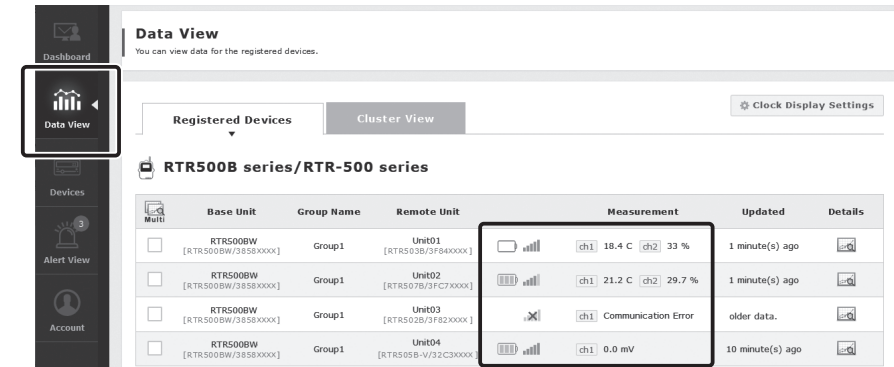 Dashboard
Data View
Devices
3
Alert View
Account
Data View
You can view data for the registered devices.
Registered Devices
Cluster View
Clock Display Settings
RTR500B series/RTR-500 series
Multi
Base Unit Group Name Remote Unit Measurement Updated Details
RTR500BW Group1 Unit01 ch1 18.4 C ch2 33 % 1 minute(s) ago
[RTR500BW/3858XXXX] [RTR503B/3F84XXXX]
RTR500BW Group1 Unit02 ch1 21.2 C ch2 29.7 % 1 minute(s) ago
[RTR500BW/3858XXXX] [RTR507B/3FC7XXXX]
RTR500BW Group1 Unit03 ch1 Communication Error older data.
[RTR500BW/3858XXXX] [RTR502B/3F82XXXX]
RTR500BW Group1 Unit04 ch1 0.0 mV 10 minute(s) ago
[RTR500BW/3858XXXX] [RTR505B-V/32C3XXXX]